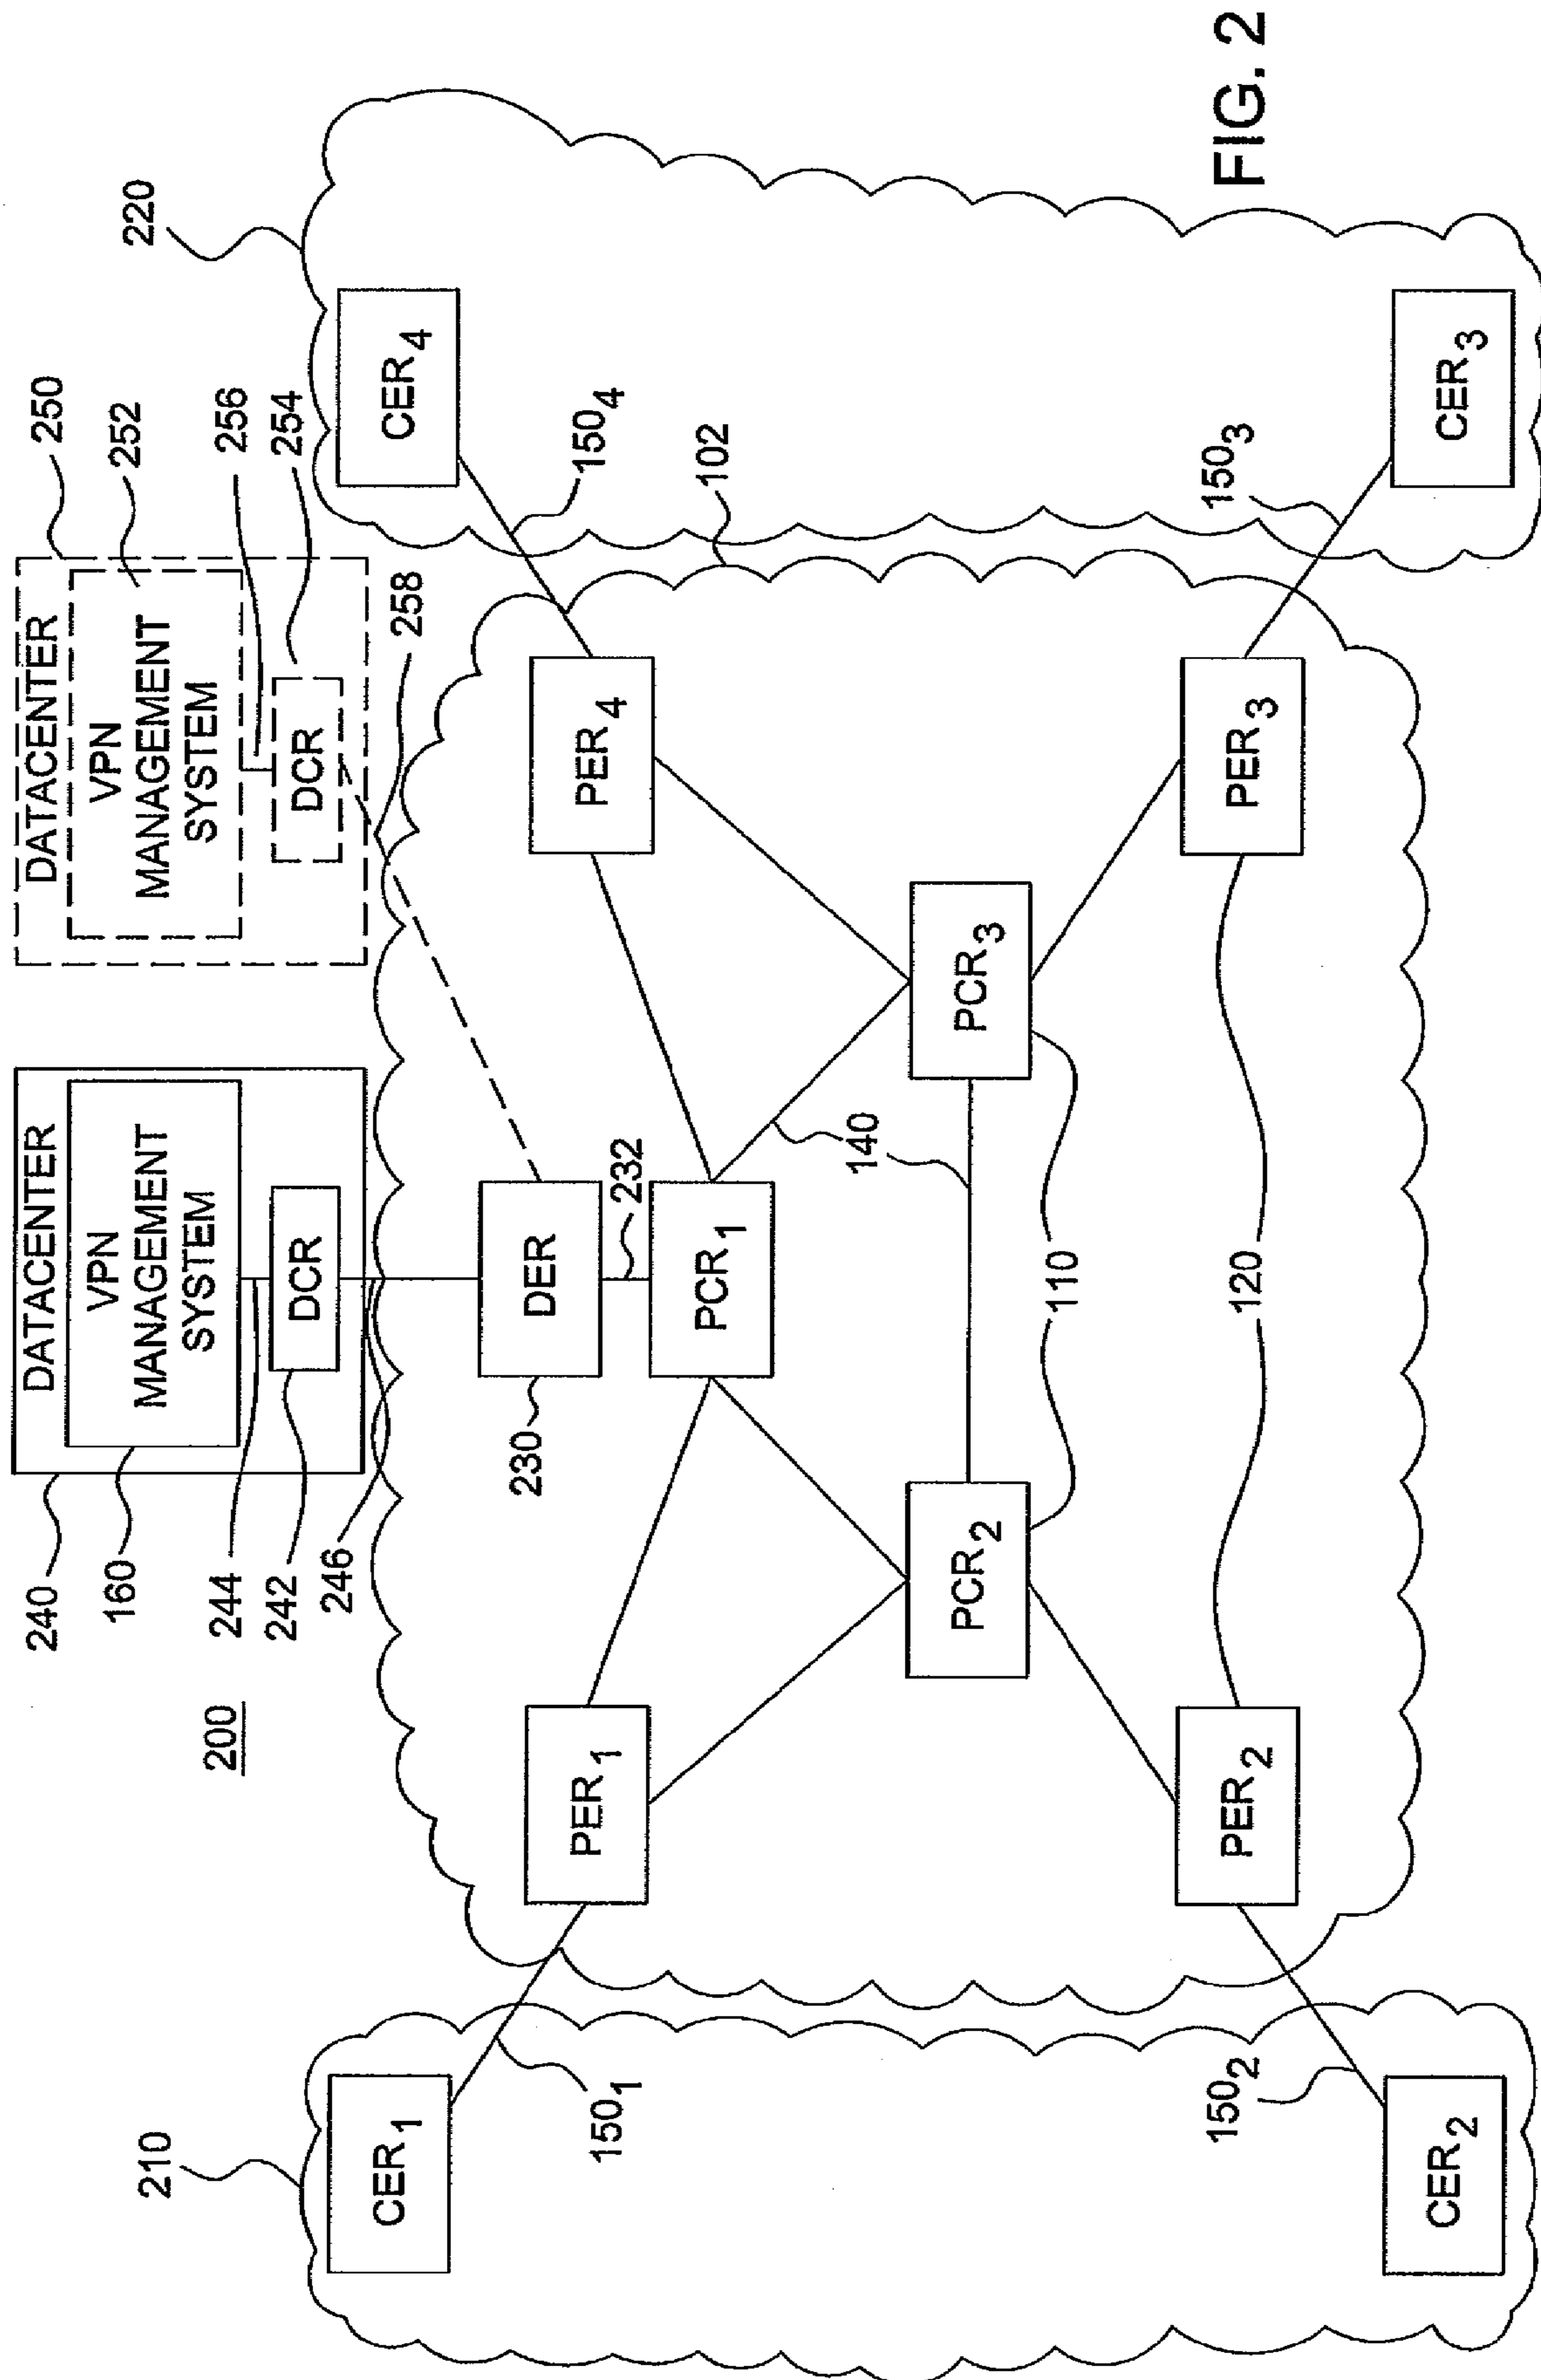 200
240
160
244
242
246
DATACENTER
VPN
MANAGEMENT
SYSTEM
DCR
DATACENTER
VPN
MANAGEMENT
SYSTEM
DCR
250
252
256
254
258
210
220
CER₁
150₁
PER₁
230
DER
232
PCR₁
PER₄
150₄
CER₄
102
140
PCR₂
PCR₃
110
120
CER₂
150₂
PER₂
PER₃
150₃
CER₃
FIG. 2